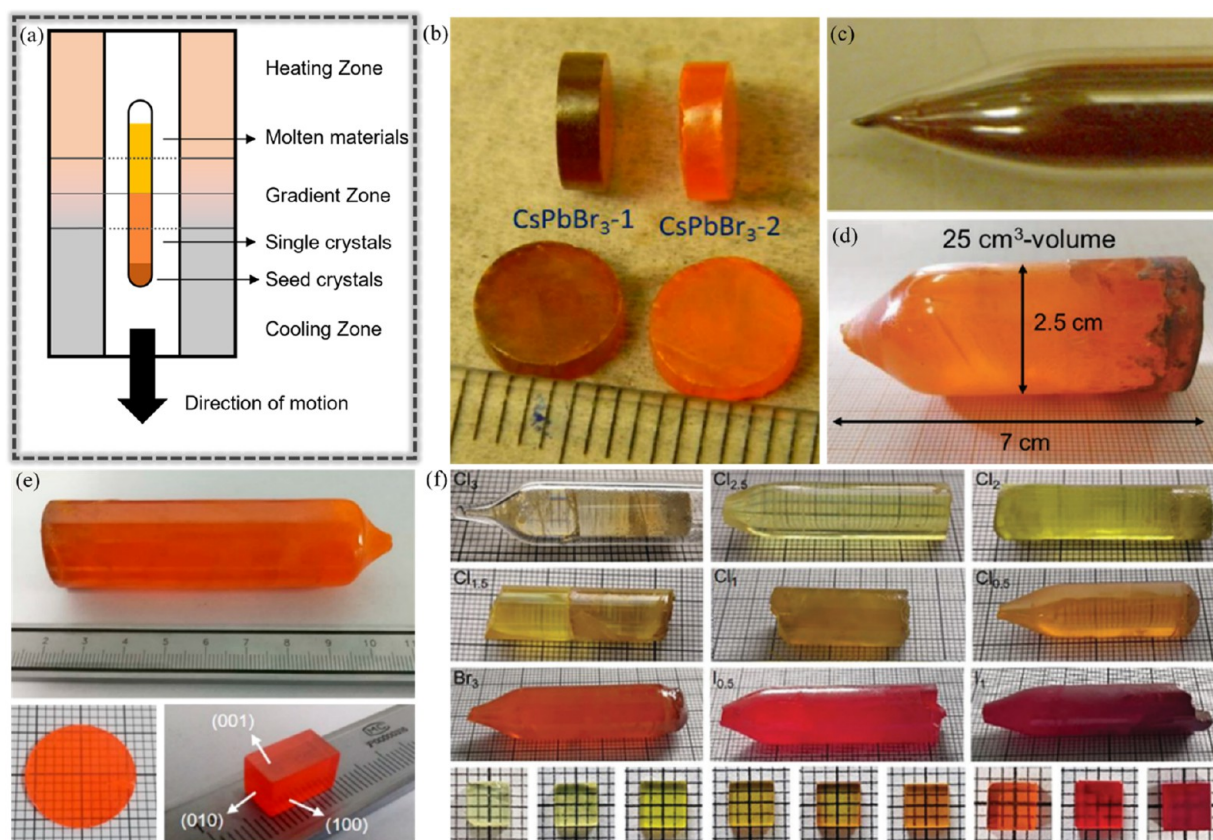 (a)
Heating Zone
Molten materials
Gradient Zone
Single crystals
Seed crystals
Cooling Zone
Direction of motion
(b)
CsPbBr₃-1
CsPbBr₃-2
(c)
(d)
25 cm³-volume
2.5 cm
7 cm
(e)
2 3 4 5 6 7 8 9 10 11
(001)
(010)
(100)
MC
(f)
Cl₃
Cl₂.₅
Cl₂
Cl₁.₅
Cl₁
Cl₀.₅
Br₃
I₀.₅
I₁